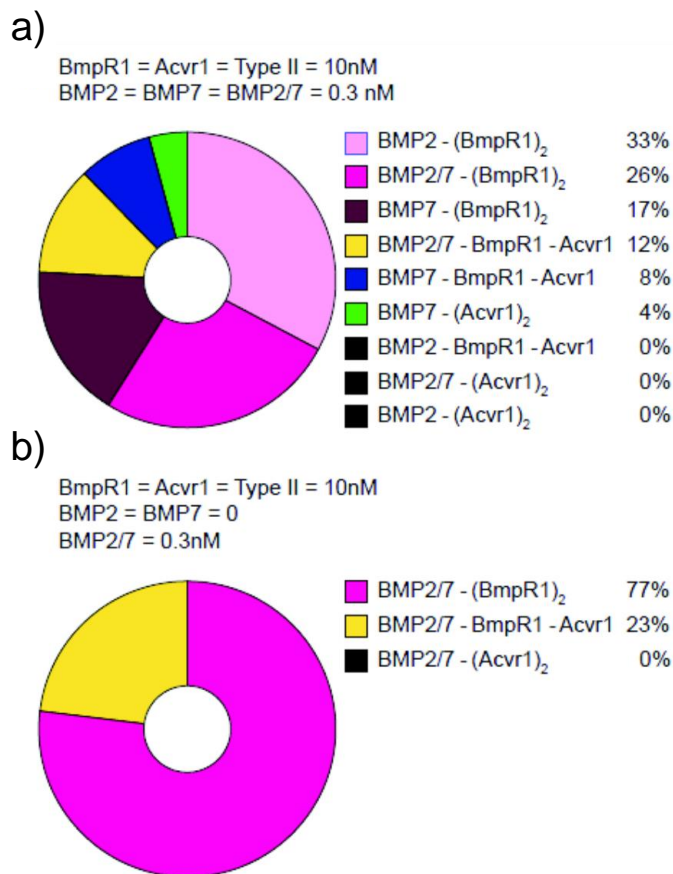 a)
BmpR1 = Acvr1 = Type II = 10nM
BMP2 = BMP7 = BMP2/7 = 0.3 nM
BMP2 - (BmpR1)₂ 33%
BMP2/7 - (BmpR1)₂ 26%
BMP7 - (BmpR1)₂ 17%
BMP2/7 - BmpR1 - Acvr1 12%
BMP7 - BmpR1 - Acvr1 8%
BMP7 - (Acvr1)₂ 4%
BMP2 - BmpR1 - Acvr1 0%
BMP2/7 - (Acvr1)₂ 0%
BMP2 - (Acvr1)₂ 0%
b)
BmpR1 = Acvr1 = Type II = 10nM
BMP2 = BMP7 = 0
BMP2/7 = 0.3nM
BMP2/7 - (BmpR1)₂ 77%
BMP2/7 - BmpR1 - Acvr1 23%
BMP2/7 - (Acvr1)₂ 0%